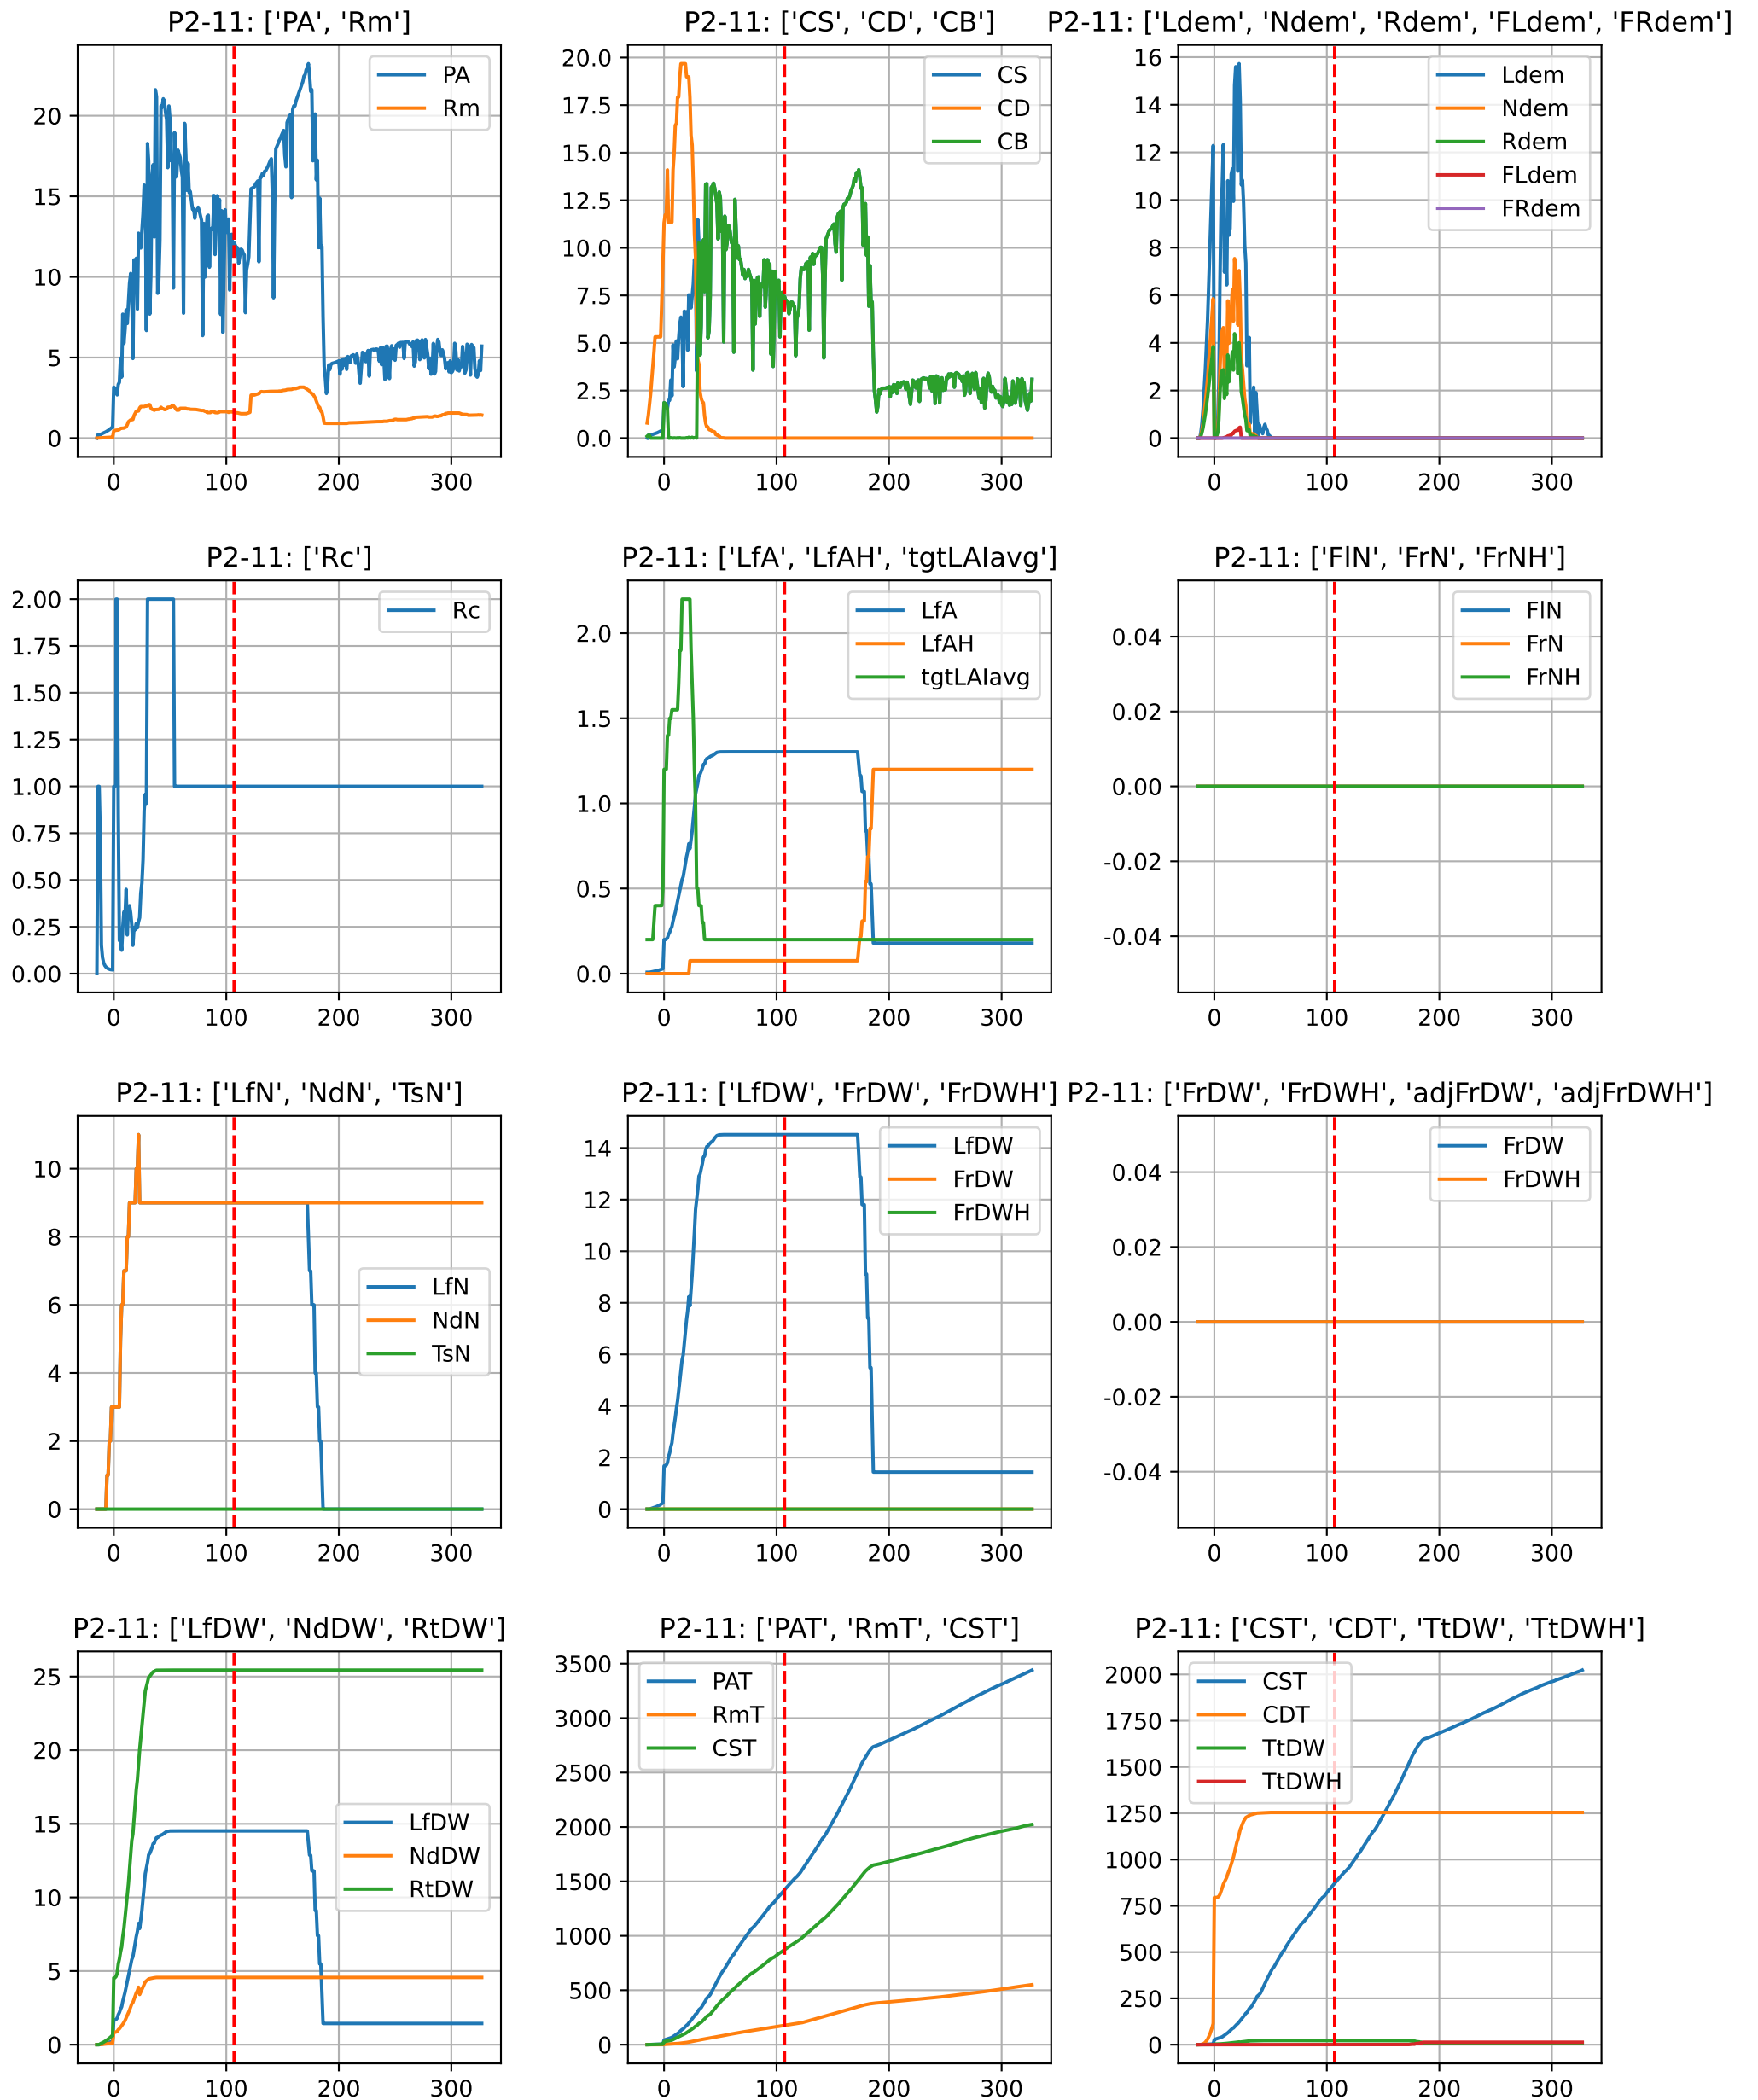 P2-11: ['PA', 'Rm']
20
15
10
5
0
0 100 200 300
PA
Rm
P2-11: ['CS', 'CD', 'CB']
20.0
17.5
15.0
12.5
10.0
7.5
5.0
2.5
0.0
0 100 200 300
CS
CD
CB
P2-11: ['Ldem', 'Ndem', 'Rdem', 'FLdem', 'FRdem']
16
14
12
10
8
6
4
2
0
0 100 200 300
Ldem
Ndem
Rdem
FLdem
FRdem
P2-11: ['Rc']
2.00
1.75
1.50
1.25
1.00
0.75
0.50
0.25
0.00
0 100 200 300
Rc
P2-11: ['LfA', 'LfAH', 'tgtLAIavg']
2.0
1.5
1.0
0.5
0.0
0 100 200 300
LfA
LfAH
tgtLAIavg
P2-11: ['FlN', 'FrN', 'FrNH']
0.04
0.02
0.00
-0.02
-0.04
0 100 200 300
FlN
FrN
FrNH
P2-11: ['LfN', 'NdN', 'TsN']
10
8
6
4
2
0
0 100 200 300
LfN
NdN
TsN
P2-11: ['LfDW', 'FrDW', 'FrDWH']
14
12
10
8
6
4
2
0
0 100 200 300
LfDW
FrDW
FrDWH
P2-11: ['FrDW', 'FrDWH', 'adjFrDW', 'adjFrDWH']
0.04
0.02
0.00
-0.02
-0.04
0 100 200 300
FrDW
FrDWH
P2-11: ['LfDW', 'NdDW', 'RtDW']
25
20
15
10
5
0
0 100 200 300
LfDW
NdDW
RtDW
P2-11: ['PAT', 'RmT', 'CST']
3500
3000
2500
2000
1500
1000
500
0
0 100 200 300
PAT
RmT
CST
P2-11: ['CST', 'CDT', 'TtDW', 'TtDWH']
2000
1750
1500
1250
1000
750
500
250
0
0 100 200 300
CST
CDT
TtDW
TtDWH